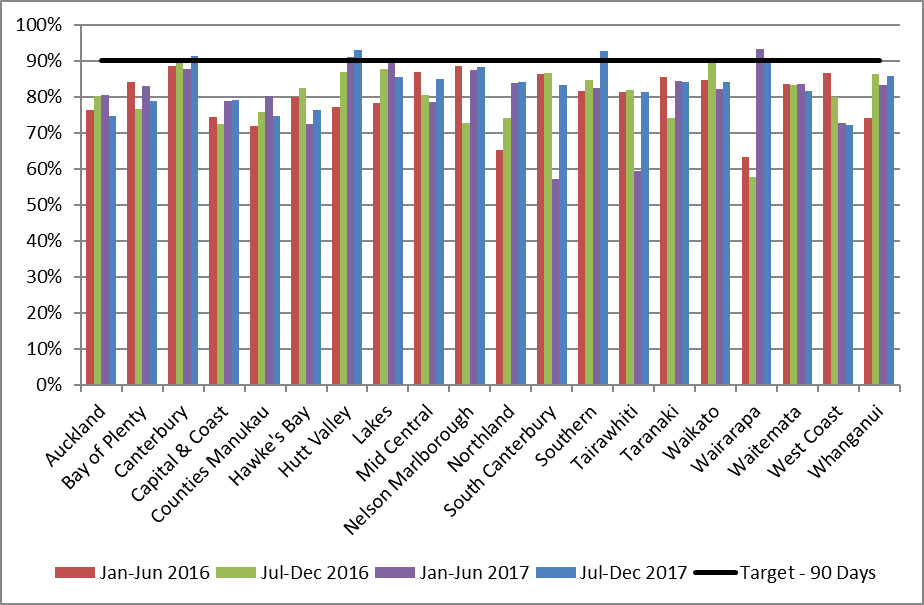 100%
90%
80%
70%
60%
50%
40%
30%
20%
10%
0%
Auckland
Bay of Plenty
Canterbury
Capital & Coast
Counties Manukau
Hawke's Bay
Hutt Valley
Lakes
Mid Central
Nelson Marlborough
Northland
South Canterbury
Southern
Tairawhiti
Taranaki
Waikato
Wairarapa
Waitemata
West Coast
Whanganui
Jan-Jun 2016 Jul-Dec 2016 Jan-Jun 2017 Jul-Dec 2017 Target - 90 Days